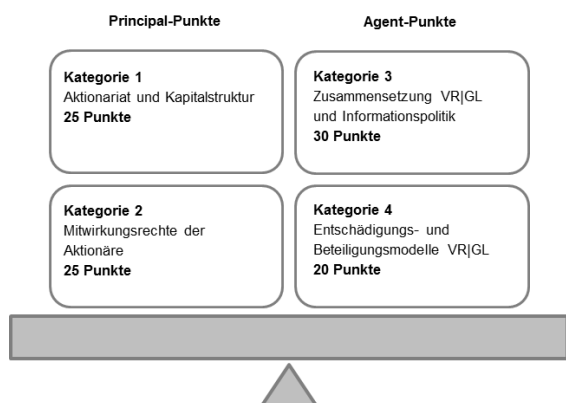 Principal-Punkte
Agent-Punkte
Kategorie 1
Aktionariat und Kapitalstruktur
25 Punkte
Kategorie 3
Zusammensetzung VR|GL
und Informationspolitik
30 Punkte
Kategorie 2
Mitwirkungsrechte der
Aktionäre
25 Punkte
Kategorie 4
Entschädigungs- und
Beteiligungsmodelle VR|GL
20 Punkte